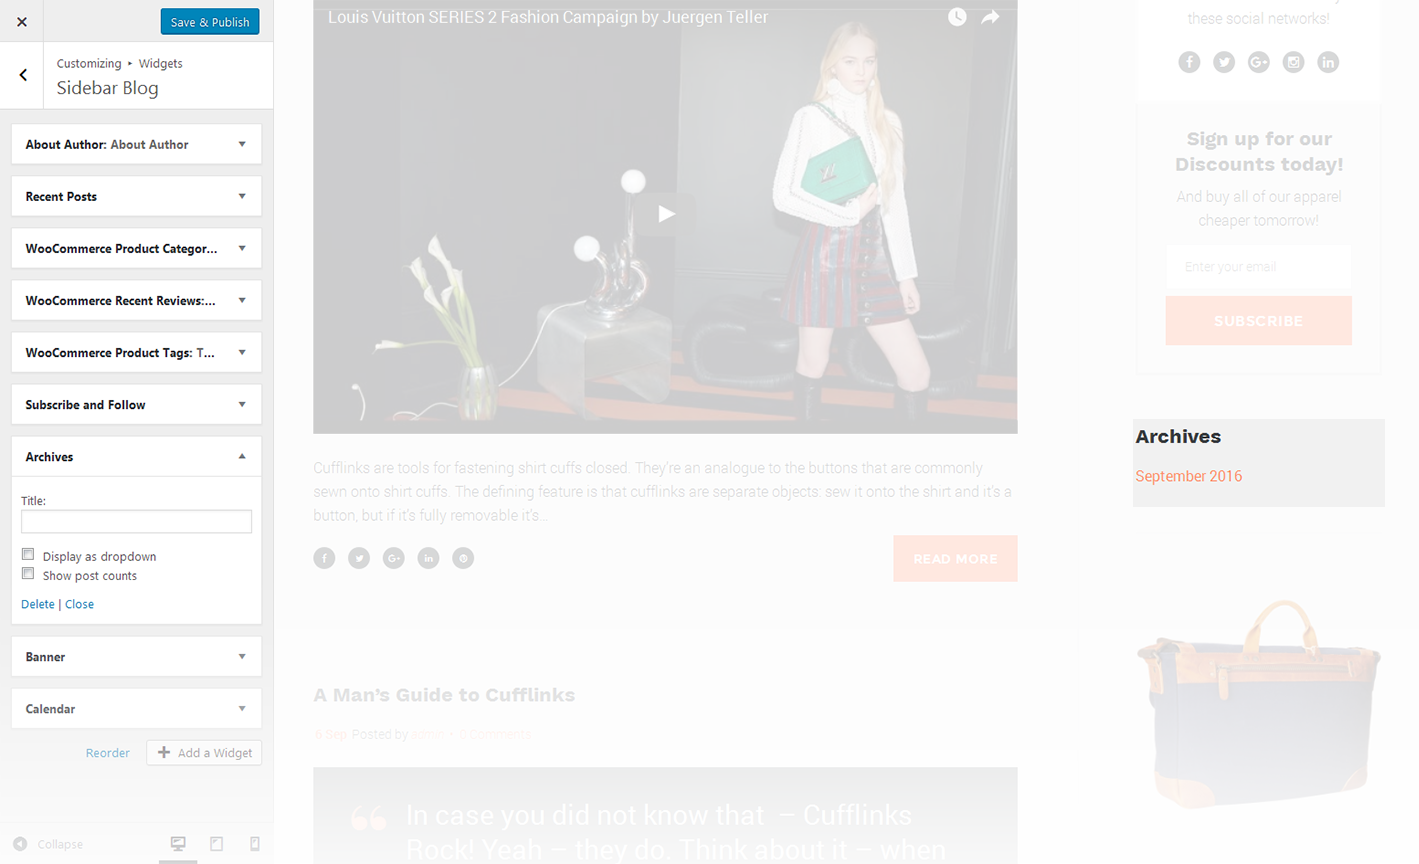 Save & Publish
Customizing ▸ Widgets
Sidebar Blog
About Author: About Author
Recent Posts
WooCommerce Product Categor...
WooCommerce Recent Reviews:...
WooCommerce Product Tags: T...
Subscribe and Follow
Archives
Title:
Display as dropdown
Show post counts
Delete | Close
Banner
Calendar
Reorder
Add a Widget
Collapse
Louis Vuitton SERIES 2 Fashion Campaign by Juergen Teller
Cufflinks are tools for fastening shirt cuffs closed. They're an analogue to the buttons that are commonly
sewn onto shirt cuffs. The defining feature is that cufflinks are separate objects: sew it onto the shirt and it's a
button, but if it's fully removable it's...
READ MORE
A Man's Guide to Cufflinks
6 Sep Posted by admin • 0 Comments
In case you did not know that – Cufflinks
Rock! Yeah – they do. Think about it – when
these social networks!
Sign up for our
Discounts today!
And buy all of our apparel
cheaper tomorrow!
Enter your email
SUBSCRIBE
Archives
September 2016